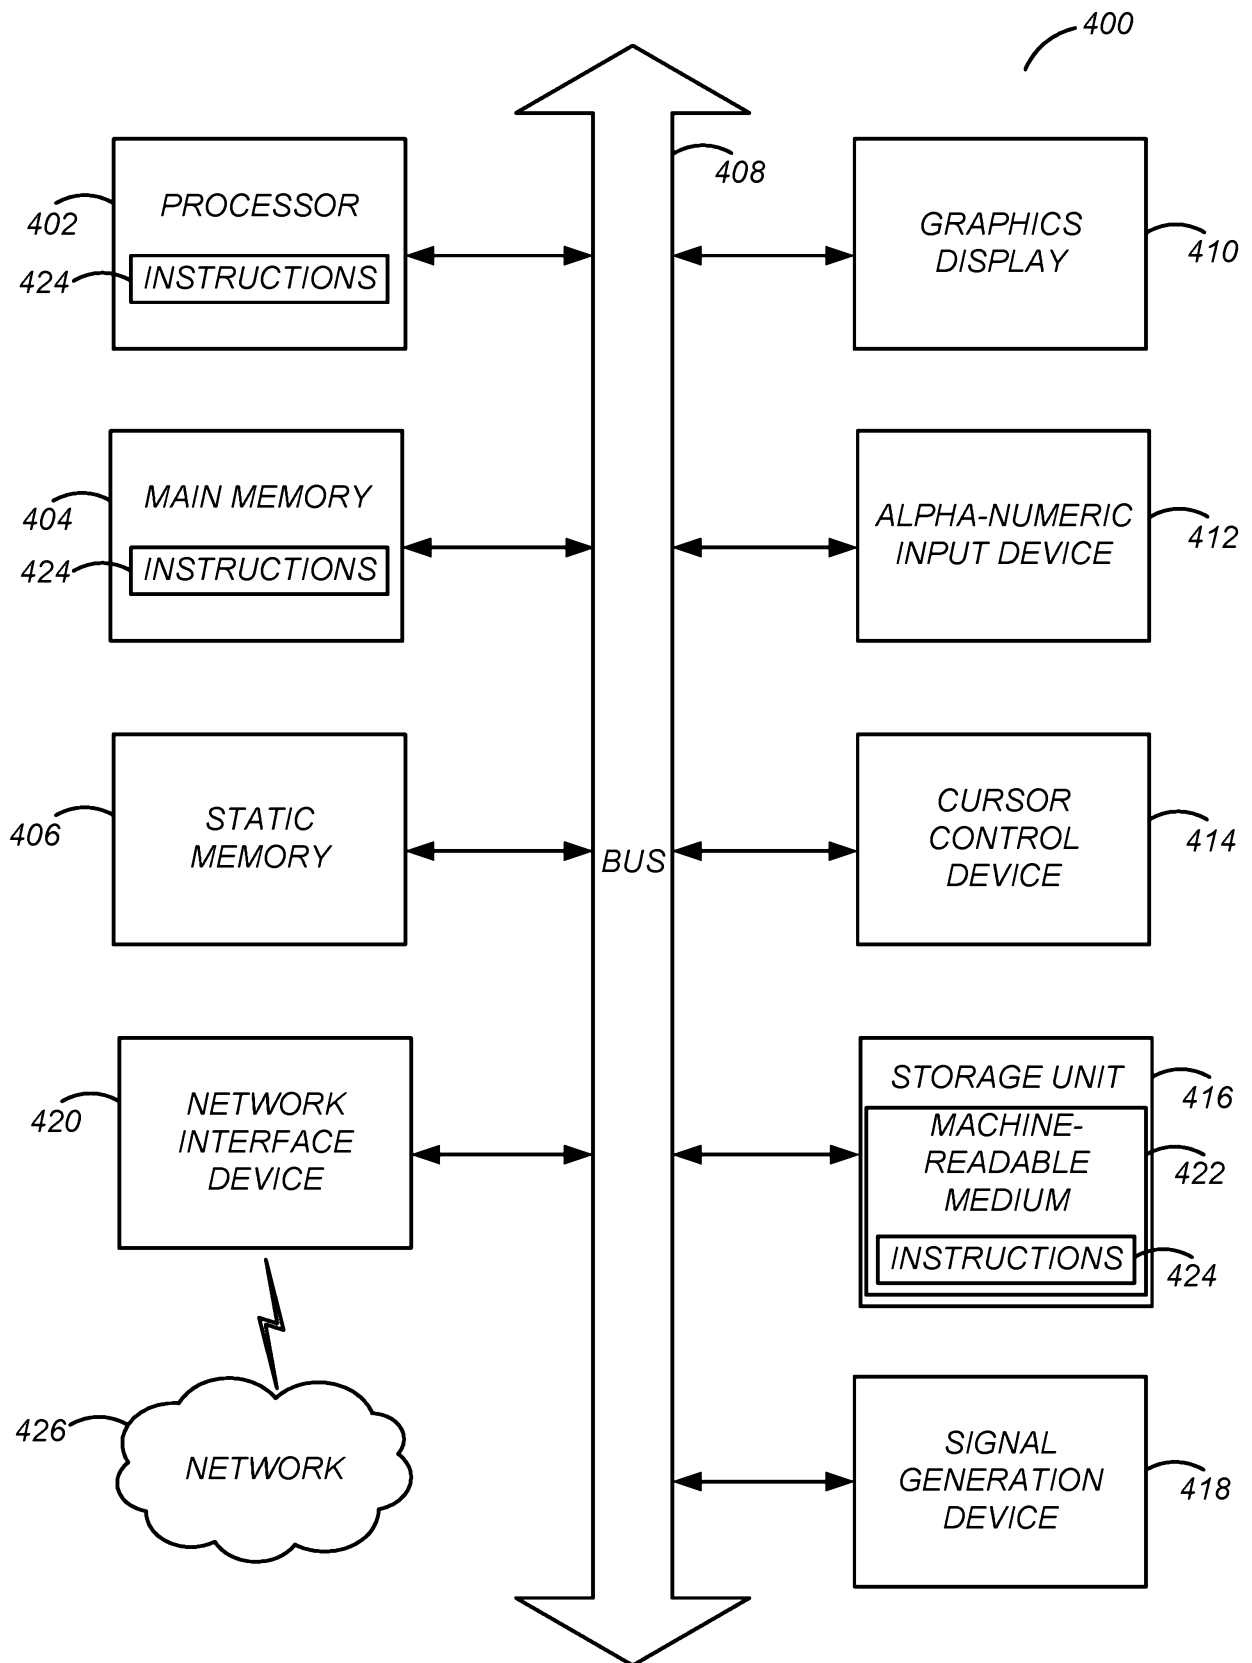 400
408
PROCESSOR
402
424
INSTRUCTIONS
GRAPHICS
DISPLAY
410
MAIN MEMORY
404
424
INSTRUCTIONS
ALPHA-NUMERIC
INPUT DEVICE
412
STATIC
MEMORY
406
BUS
CURSOR
CONTROL
DEVICE
414
NETWORK
INTERFACE
DEVICE
420
STORAGE UNIT
416
MACHINE-
READABLE
MEDIUM
422
INSTRUCTIONS
424
426
NETWORK
SIGNAL
GENERATION
DEVICE
418